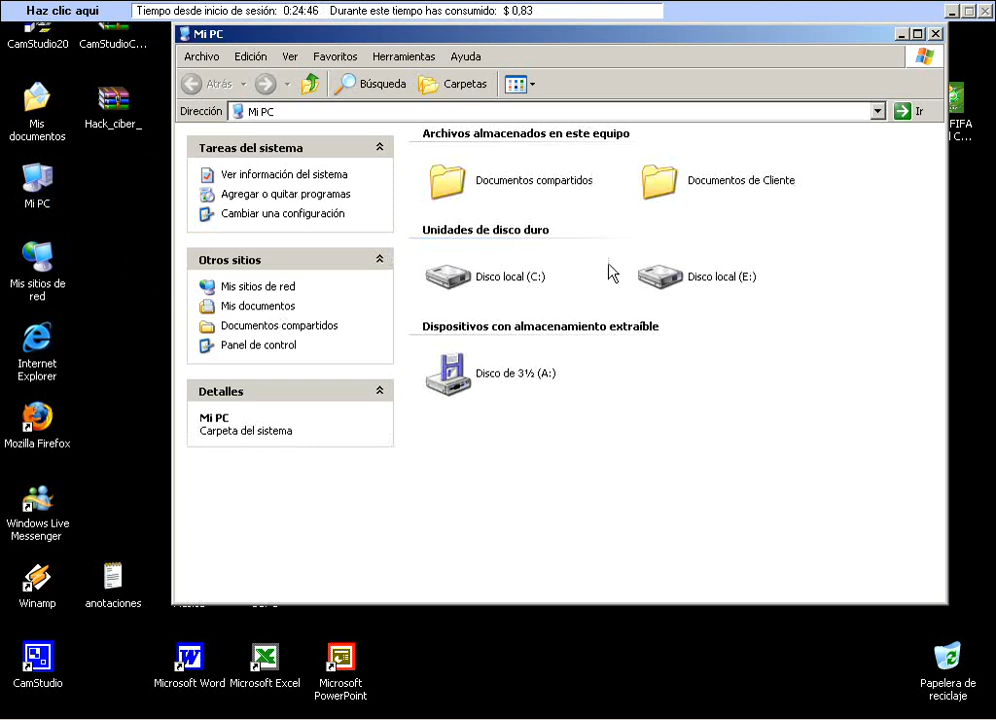 Haz clic aqui
Tiempo desde inicio de sesión: 0:24:46 Durante este tiempo has consumido: $ 0,83
CamStudio20
CamStudioC...
Mi PC
Archivo Edición Ver Favoritos Herramientas Ayuda
Atrás Búsqueda Carpetas
Dirección Mi PC Ir
Mis
documentos
Hack_ciber_
FIFA
C...
Mi PC
Mis sitios de
red
Internet
Explorer
Mozilla Firefox
Windows Live
Messenger
Winamp
anotaciones
CamStudio
Tareas del sistema
Ver información del sistema
Agregar o quitar programas
Cambiar una configuración
Otros sitios
Mis sitios de red
Mis documentos
Documentos compartidos
Panel de control
Detalles
Mi PC
Carpeta del sistema
Archivos almacenados en este equipo
Documentos compartidos
Documentos de Cliente
Unidades de disco duro
Disco local (C:)
Disco local (E:)
Dispositivos con almacenamiento extraíble
Disco de 3½ (A:)
Microsoft Word
Microsoft Excel
Microsoft
PowerPoint
Papelera de
reciclaje